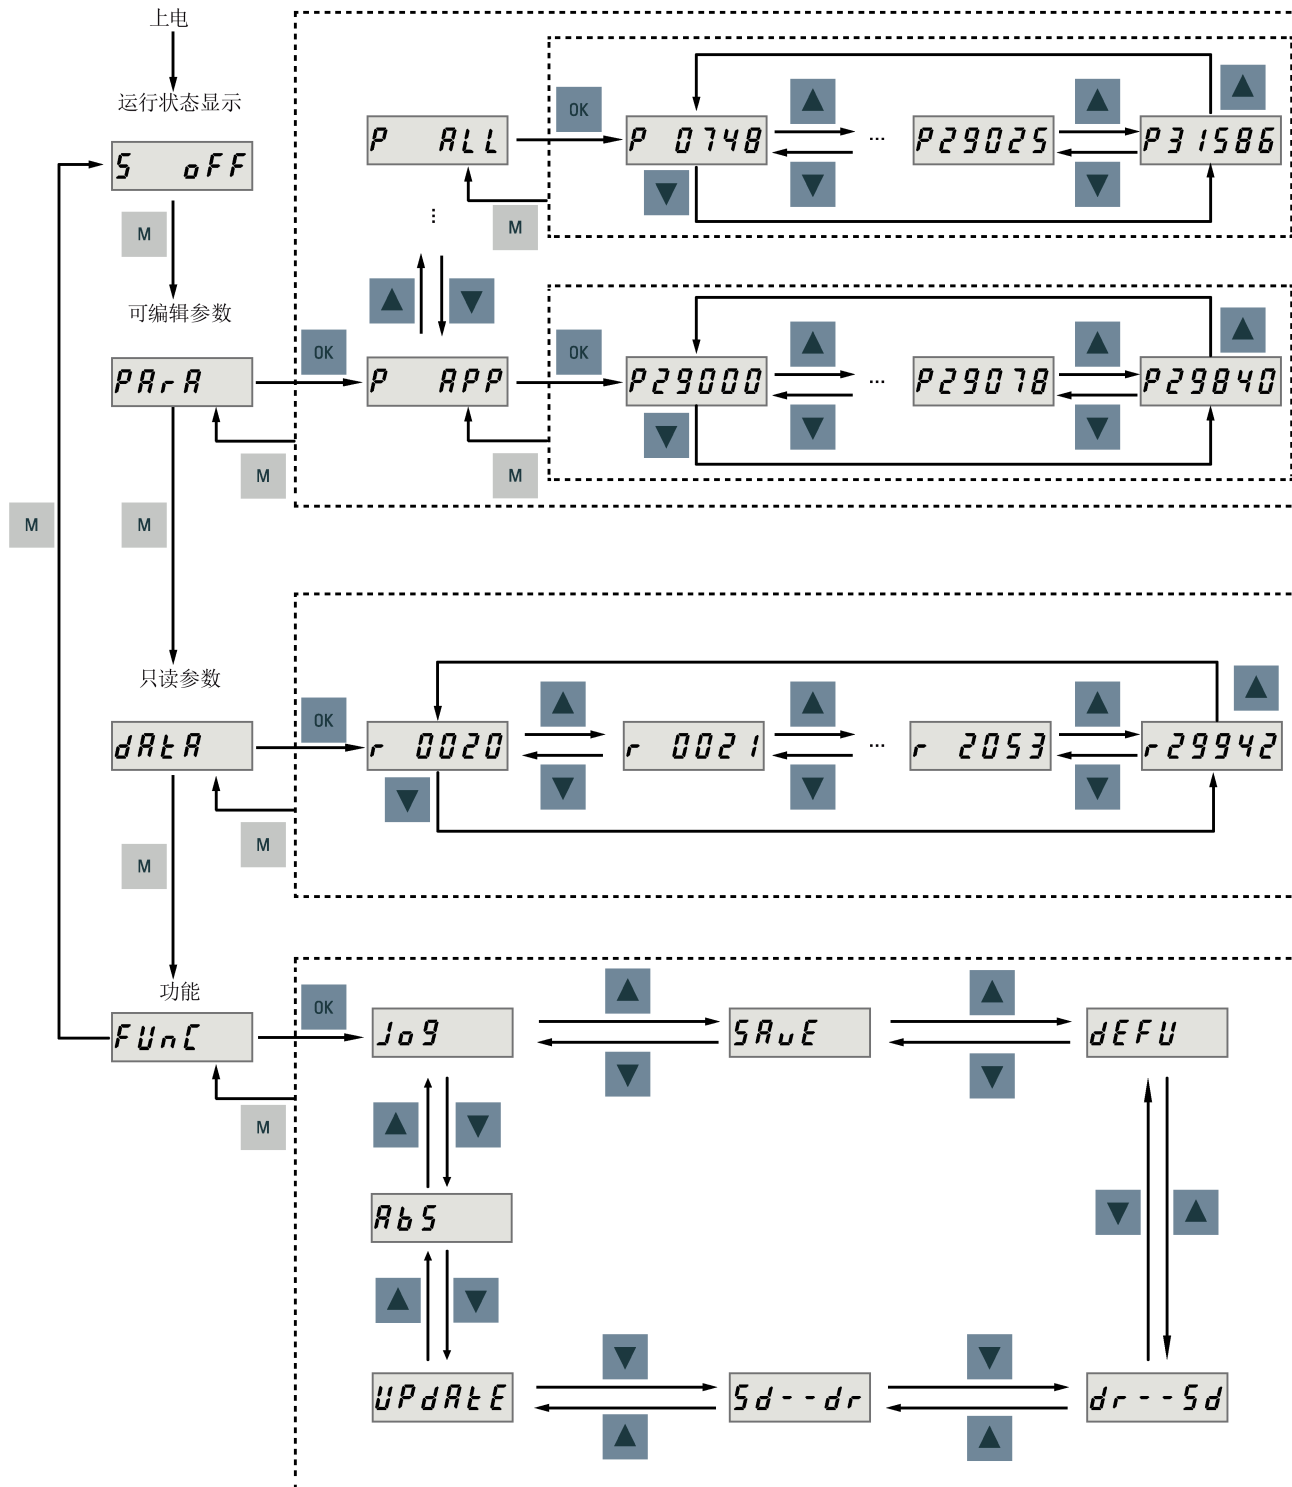 上电
运行状态显示
S oFF
M
可编辑参数
PArA
OK
M
P ALL
OK
P 0748
...
P29025
P31586
M
...
P APP
OK
P29000
...
P29078
P29840
M
M
M
只读参数
dAtA
OK
r 0020
r 0021
...
r 2053
r29942
M
M
功能
FUnC
OK
M
Jog
SAvE
dEFU
AbS
UPdAtE
Sd--dr
dr--Sd